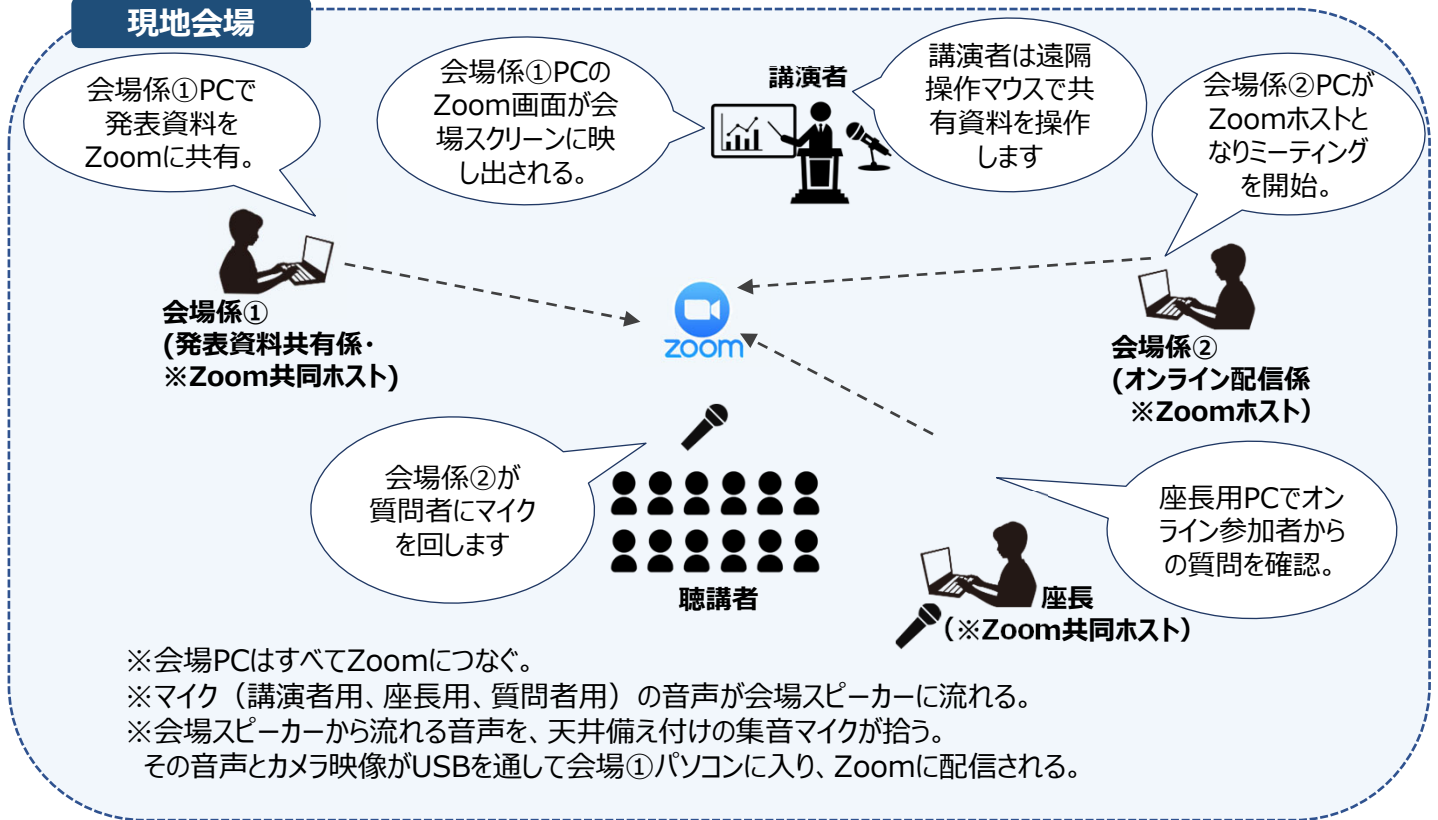 現地会場
会場係①PCで
発表資料を
Zoomに共有。
会場係①PCの
Zoom画面が会
場スクリーンに映
し出される。
講演者
講演者は遠隔
操作マウスで共
有資料を操作
します
会場係②PCが
Zoomホストと
なりミーティング
を開始。
会場係①
(発表資料共有係・
※Zoom共同ホスト)
zoom
会場係②
(オンライン配信係
※Zoomホスト）
会場係②が
質問者にマイク
を回します
聴講者
座長用PCでオン
ライン参加者から
の質問を確認。
座長
（※Zoom共同ホスト）
※会場PCはすべてZoomにつなぐ。
※マイク（講演者用、座長用、質問者用）の音声が会場スピーカーに流れる。
※会場スピーカーから流れる音声を、天井備え付けの集音マイクが拾う。
その音声とカメラ映像がUSBを通して会場①パソコンに入り、Zoomに配信される。